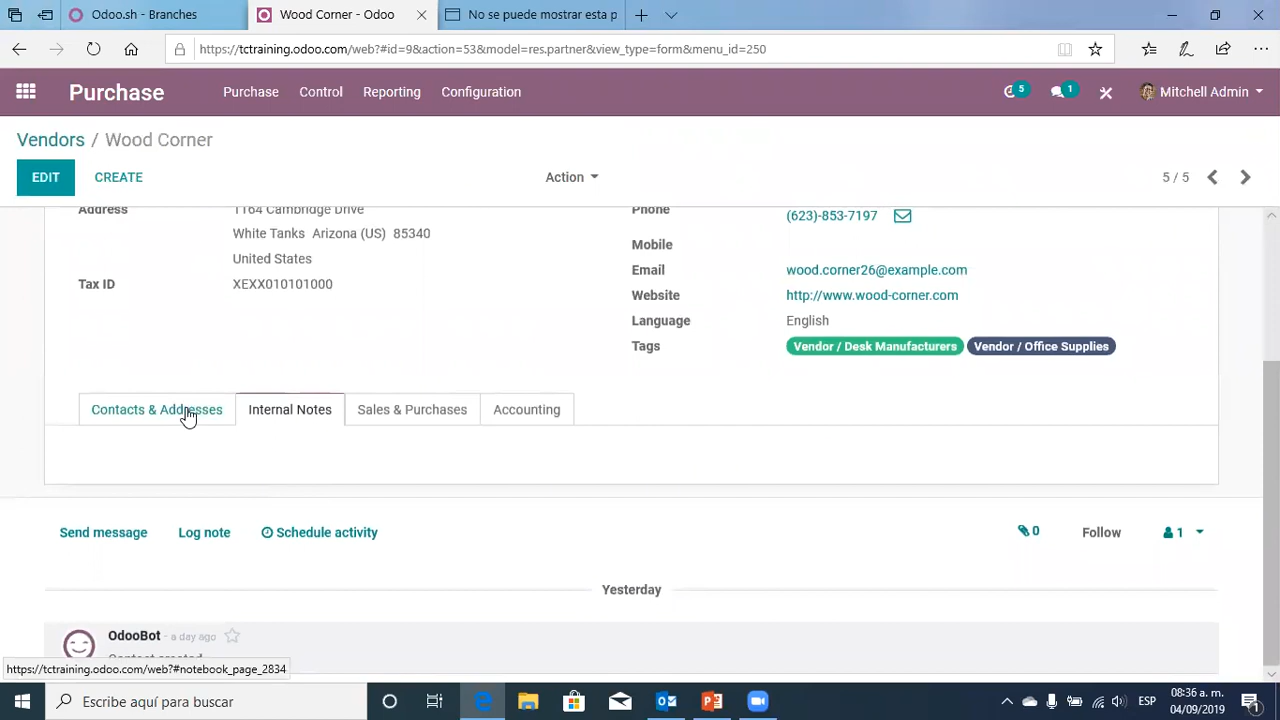 Odoo.sh - Branches
Wood Corner - Odoo
No se puede mostrar esta p
https://tctraining.odoo.com/web?#id=9&action=53&model=res.partner&view_type=form&menu_id=250
Purchase Purchase Control Reporting Configuration 5 1 Mitchell Admin
Vendors / Wood Corner
EDIT CREATE Action 5 / 5
Address 1164 Cambridge Drive Phone (623)-853-7197
White Tanks Arizona (US) 85340 Mobile
United States Email wood.corner26@example.com
Tax ID XEXX010101000 Website http://www.wood-corner.com
Language English
Tags Vendor / Desk Manufacturers Vendor / Office Supplies
Contacts & Addresses Internal Notes Sales & Purchases Accounting
Send message Log note Schedule activity 0 Follow 1
Yesterday
OdooBot - a day ago
Contact created
https://tctraining.odoo.com/web?#notebook_page_2834
Escribe aquí para buscar ESP 08:36 a. m.
04/09/2019 1